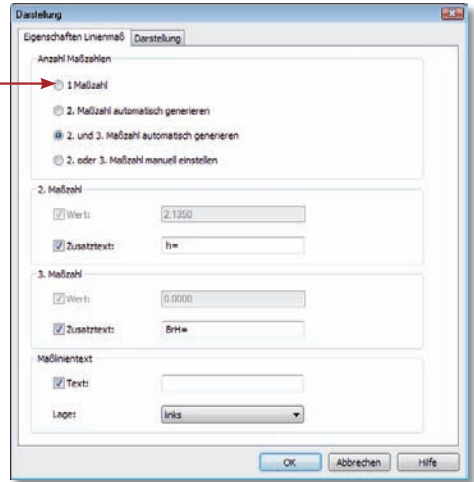 Darstellung
Eigenschaften Linienmaß Darstellung
Anzahl Maßzahlen
1 Maßzahl
2. Maßzahl automatisch generieren
2. und 3. Maßzahl automatisch generieren
2. oder 3. Maßzahl manuell einstellen
2. Maßzahl
Wert: 2.1350
Zusatztext: h=
3. Maßzahl
Wert: 0.0000
Zusatztext: BrH=
Maßlinientext
Text:
Lage: links
OK Abbrechen Hilfe